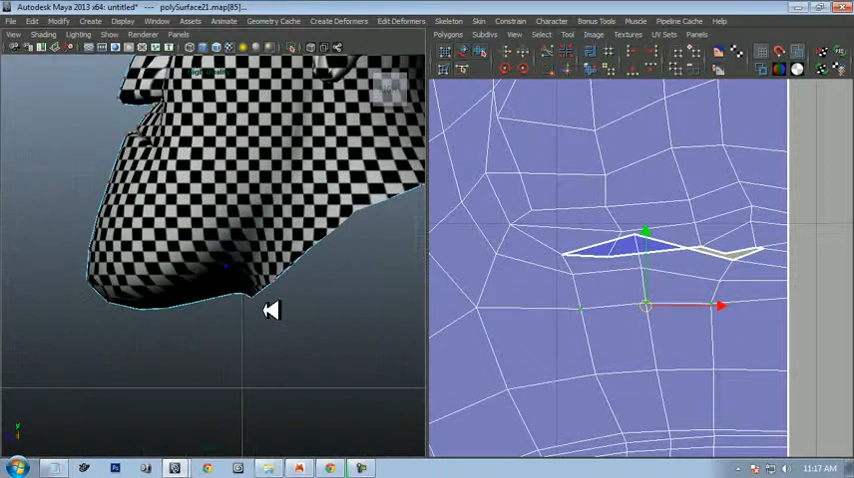 Autodesk Maya 2013 x64: untitled* --- polySurface21.map[85]...
File Edit Modify Create Display Window Assets Animate Geometry Cache Create Deformers Edit Deformers Skeleton Skin Constrain Character Bonus Tools Muscle Pipeline Cache Help
View Shading Lighting Show Renderer Panels
Polygons Subdivs View Select Tool Image Textures UV Sets Panels
High Quality
y
11:17 AM